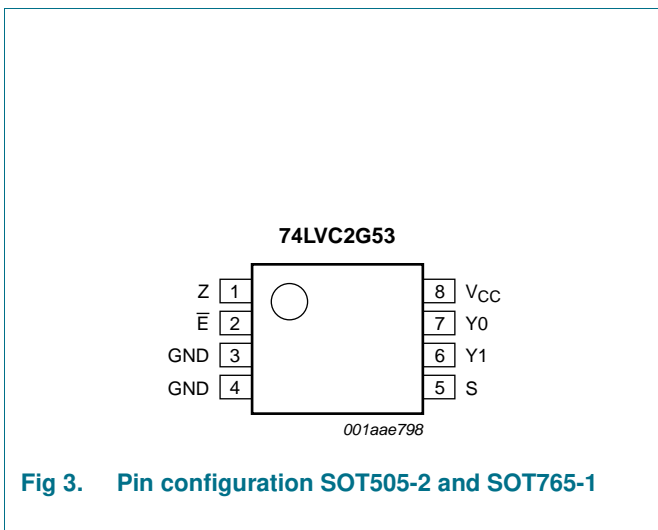 74LVC2G53
Z 1 8 VCC
E̅ 2 7 Y0
GND 3 6 Y1
GND 4 5 S
001aae798
Fig 3. Pin configuration SOT505-2 and SOT765-1